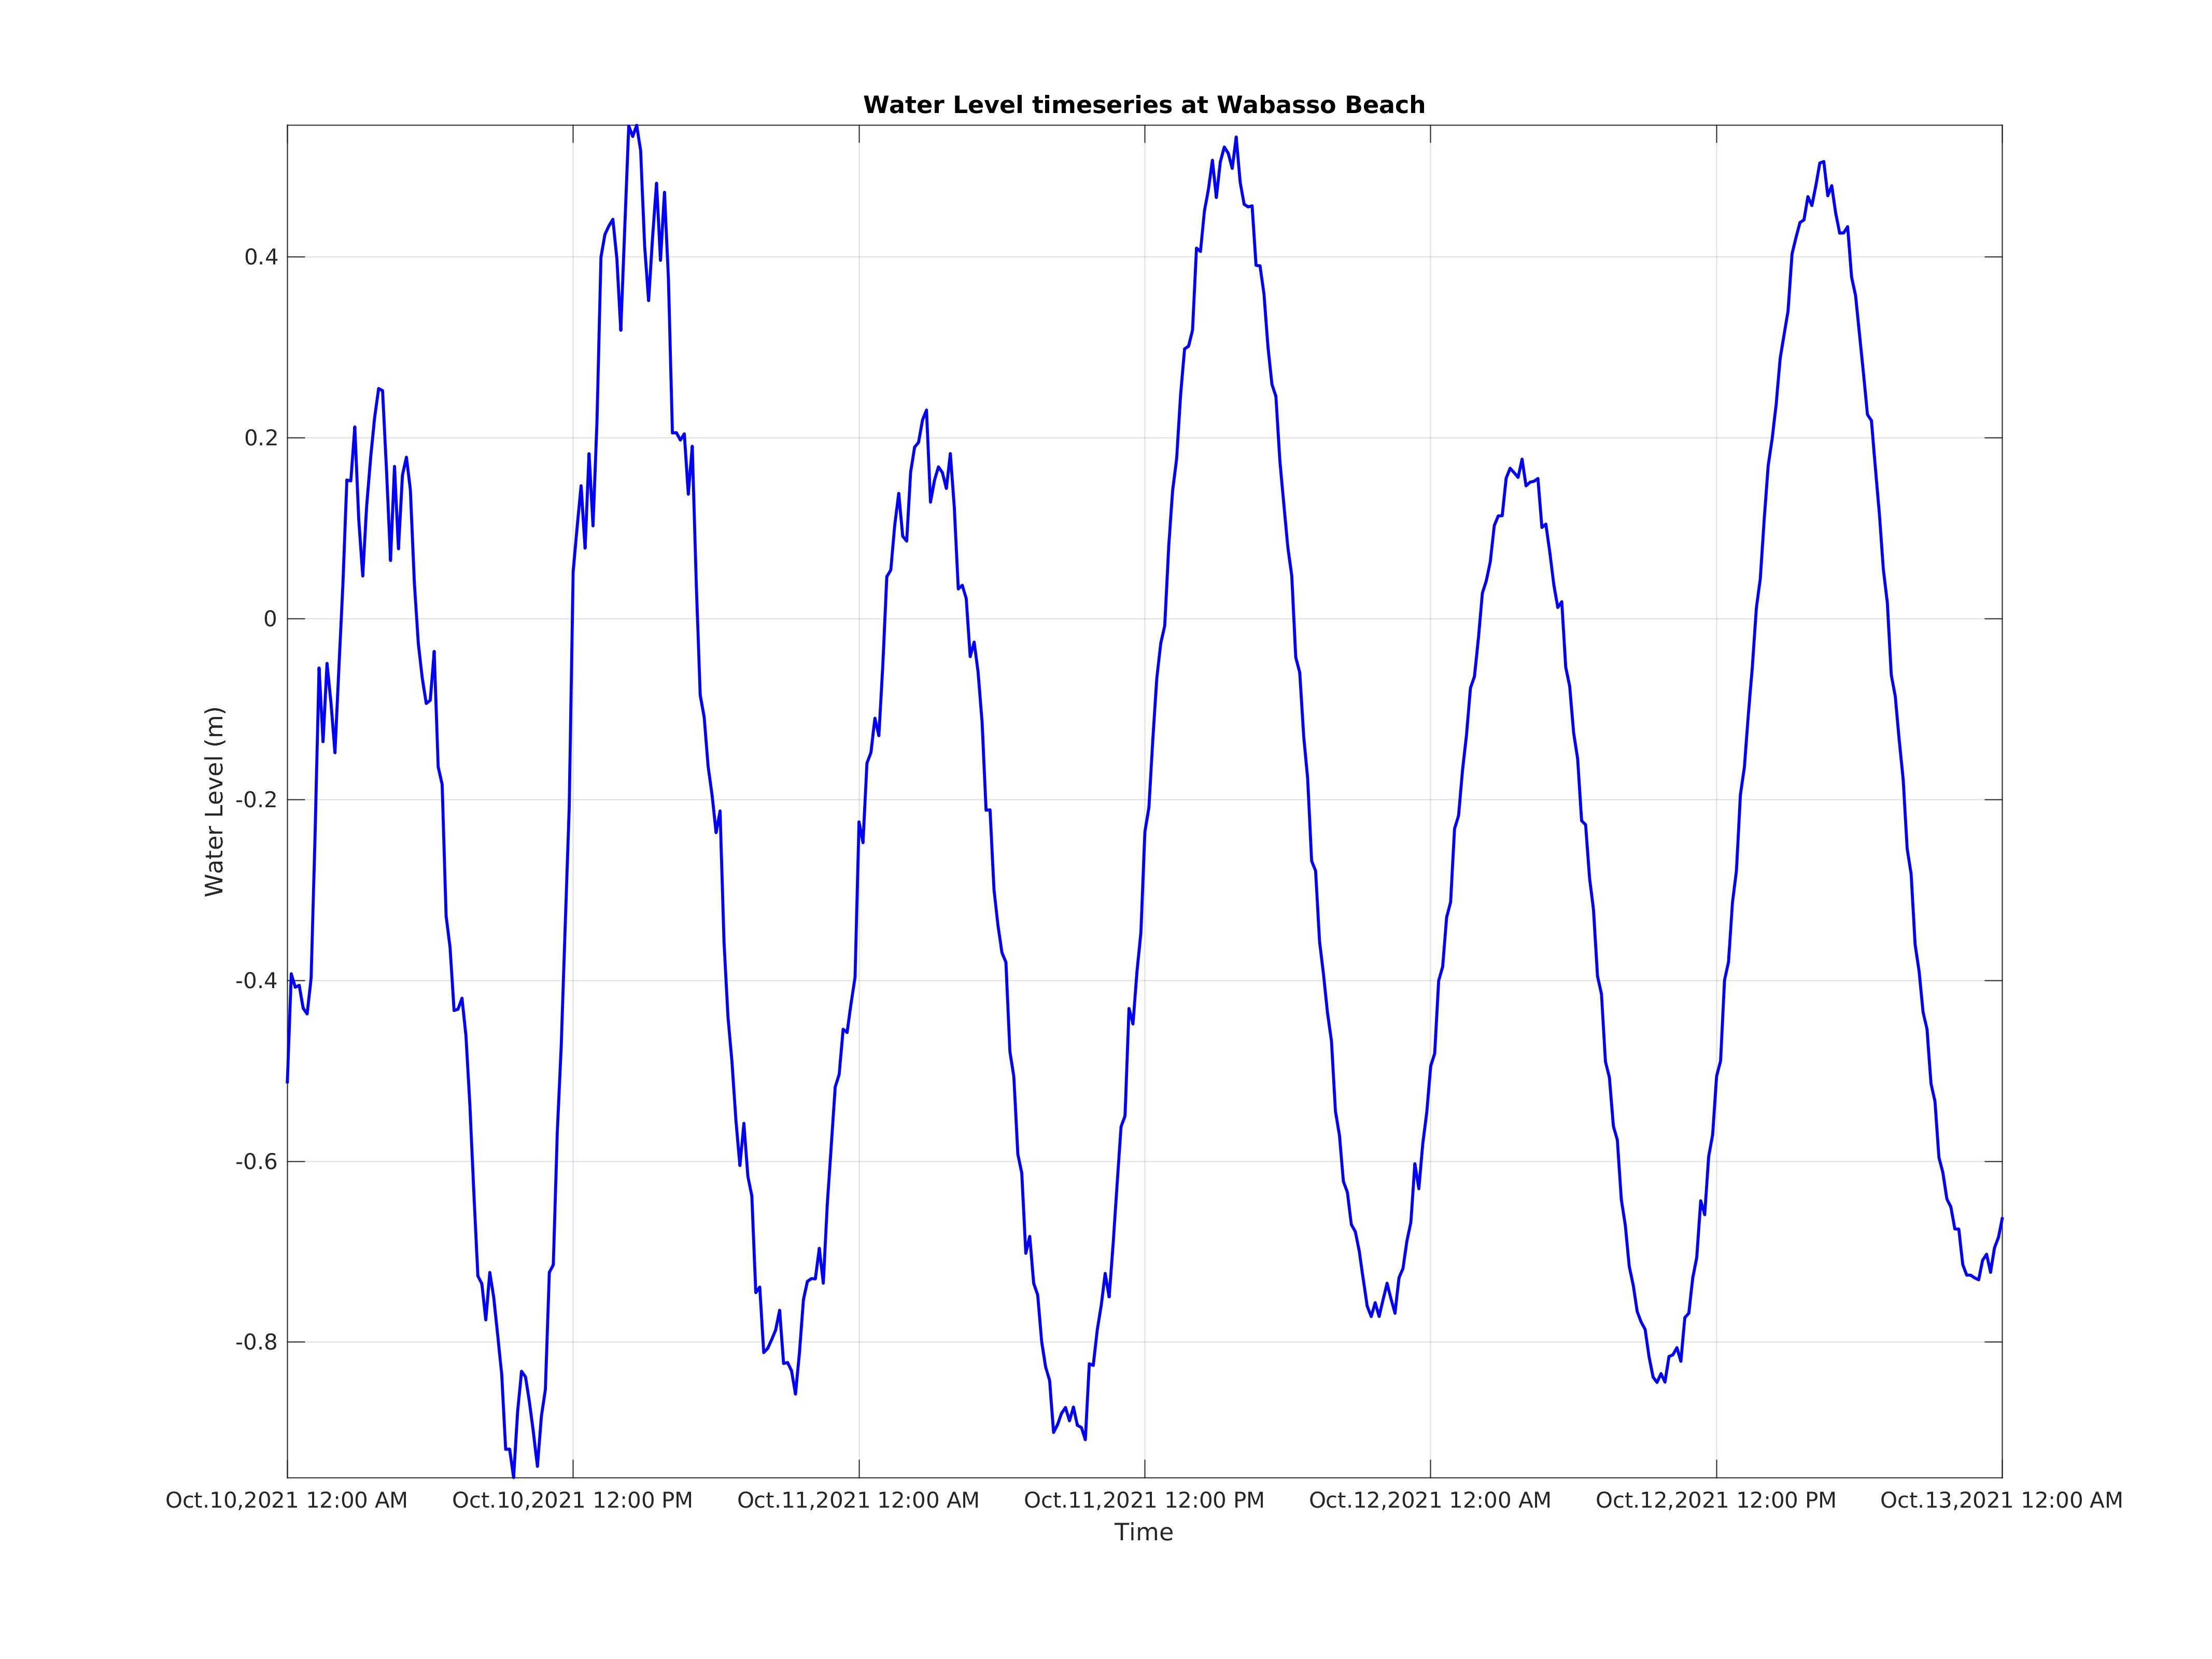 Water Level timeseries at Wabasso Beach
0.4
0.2
0
-0.2
-0.4
-0.6
-0.8
Water Level (m)
Oct.10,2021 12:00 AM
Oct.10,2021 12:00 PM
Oct.11,2021 12:00 AM
Oct.11,2021 12:00 PM
Oct.12,2021 12:00 AM
Oct.12,2021 12:00 PM
Oct.13,2021 12:00 AM
Time